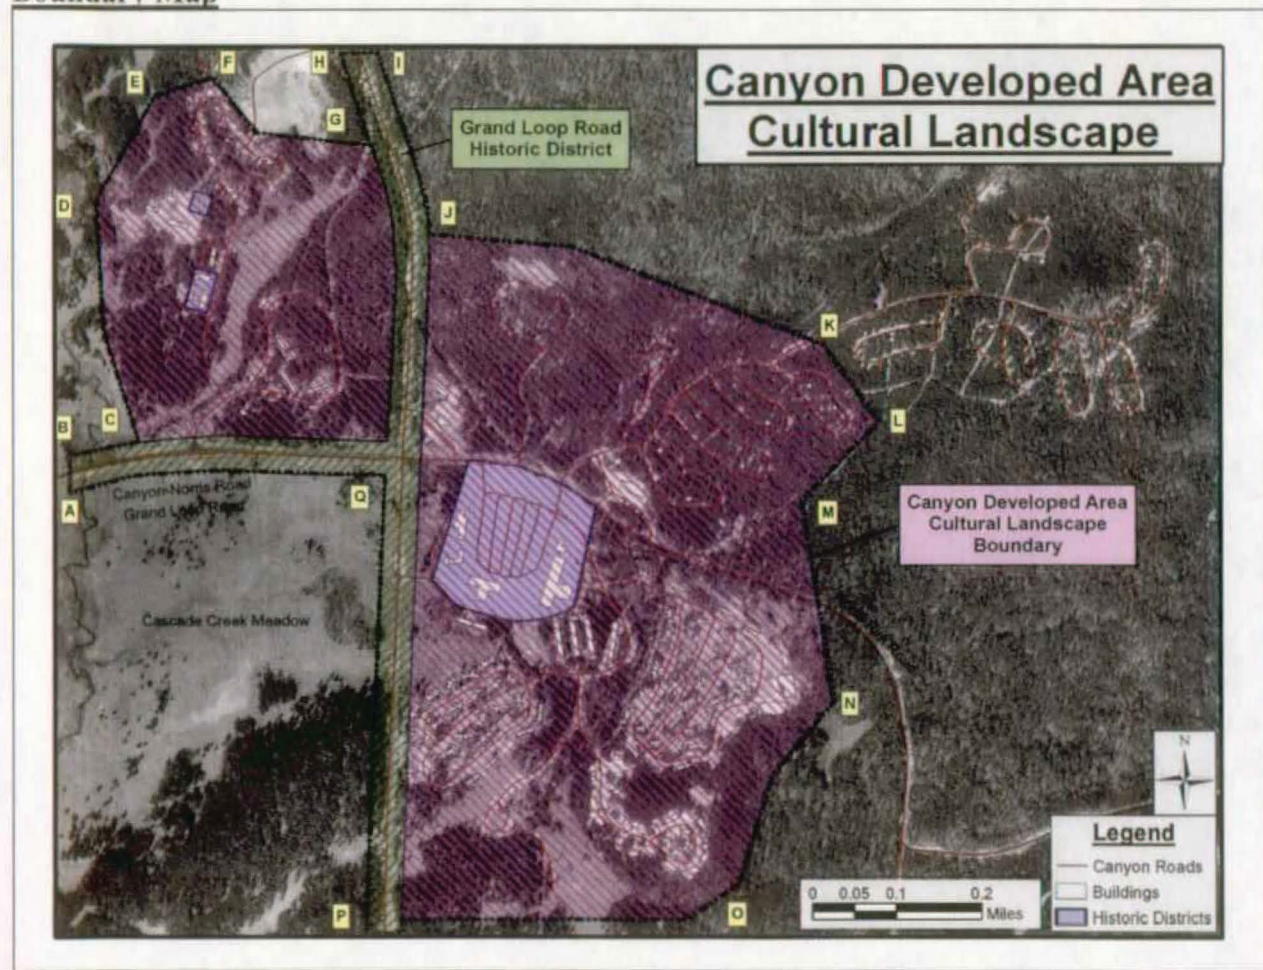 Boundary Map
Canyon Developed Area
Cultural Landscape
E
F
H
I
G
Grand Loop Road
Historic District
D
J
K
B
C
L
A
Canyon-Norris Road
Grand Loop Road
Q
M
Canyon Developed Area
Cultural Landscape
Boundary
Cascade Creek Meadow
N
N
Legend
Canyon Roads
Buildings
Historic Districts
0 0.05 0.1 0.2
Miles
P
O